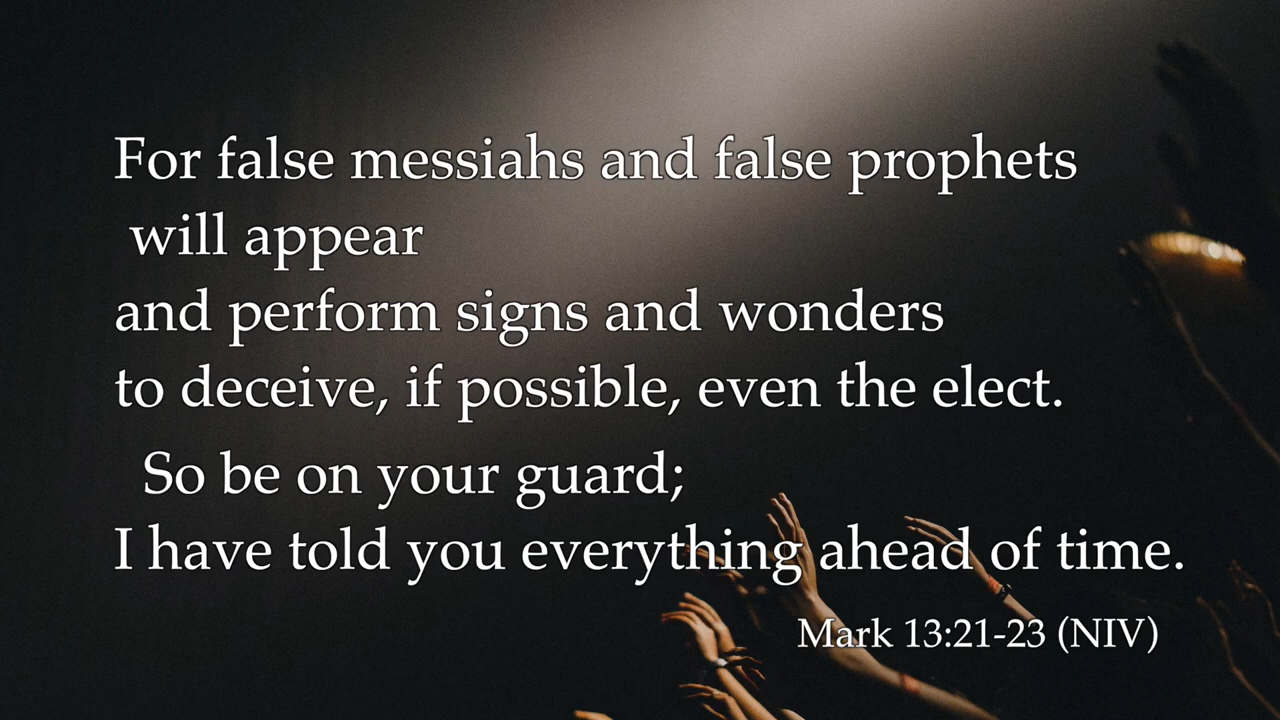 For false messiahs and false prophets
will appear
and perform signs and wonders
to deceive, if possible, even the elect.
So be on your guard;
I have told you everything ahead of time.
Mark 13:21-23 (NIV)